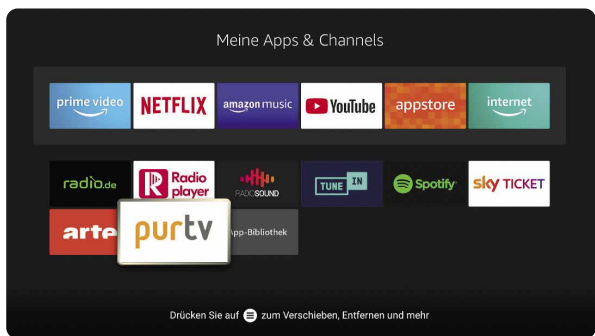 Meine Apps & Channels
prime video
NETFLIX
amazon music
YouTube
appstore
internet
radio.de
Radio
player
RADIOSOUND
TUNE IN
Spotify
sky TICKET
arte
purtv
App-Bibliothek
Drücken Sie auf zum Verschieben, Entfernen und mehr